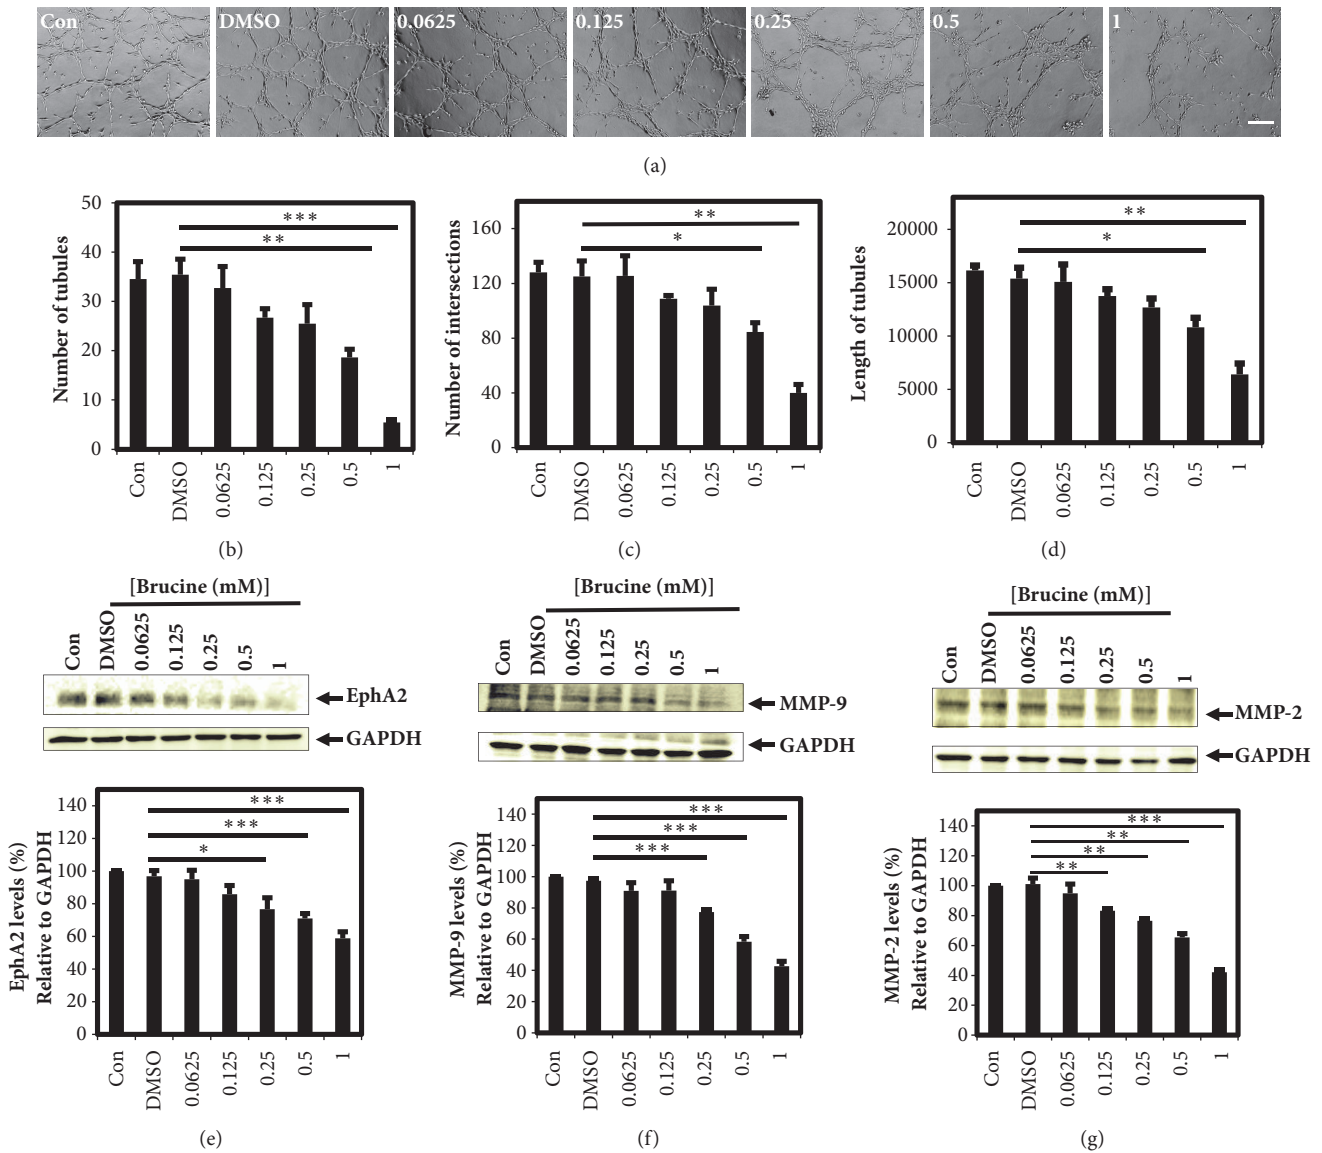 Con DMSO 0.0625 0.125 0.25 0.5 1
(a)
Number of tubules
50
40
30
20
10
0
***
**
Con DMSO 0.0625 0.125 0.25 0.5 1
(b)
Number of intersections
160
120
80
40
0
**
*
Con DMSO 0.0625 0.125 0.25 0.5 1
(c)
Length of tubules
20000
15000
10000
5000
0
**
*
Con DMSO 0.0625 0.125 0.25 0.5 1
(d)
[Brucine (mM)]
Con DMSO 0.0625 0.125 0.25 0.5 1
EphA2
GAPDH
EphA2 levels (%)
Relative to GAPDH
140
120
100
80
60
40
20
0
***
***
*
Con DMSO 0.0625 0.125 0.25 0.5 1
(e)
[Brucine (mM)]
Con DMSO 0.0625 0.125 0.25 0.5 1
MMP-9
GAPDH
MMP-9 levels (%)
Relative to GAPDH
140
120
100
80
60
40
20
0
***
***
***
Con DMSO 0.0625 0.125 0.25 0.5 1
(f)
[Brucine (mM)]
Con DMSO 0.0625 0.125 0.25 0.5 1
MMP-2
GAPDH
MMP-2 levels (%)
Relative to GAPDH
140
120
100
80
60
40
20
0
***
**
**
**
Con DMSO 0.0625 0.125 0.25 0.5 1
(g)